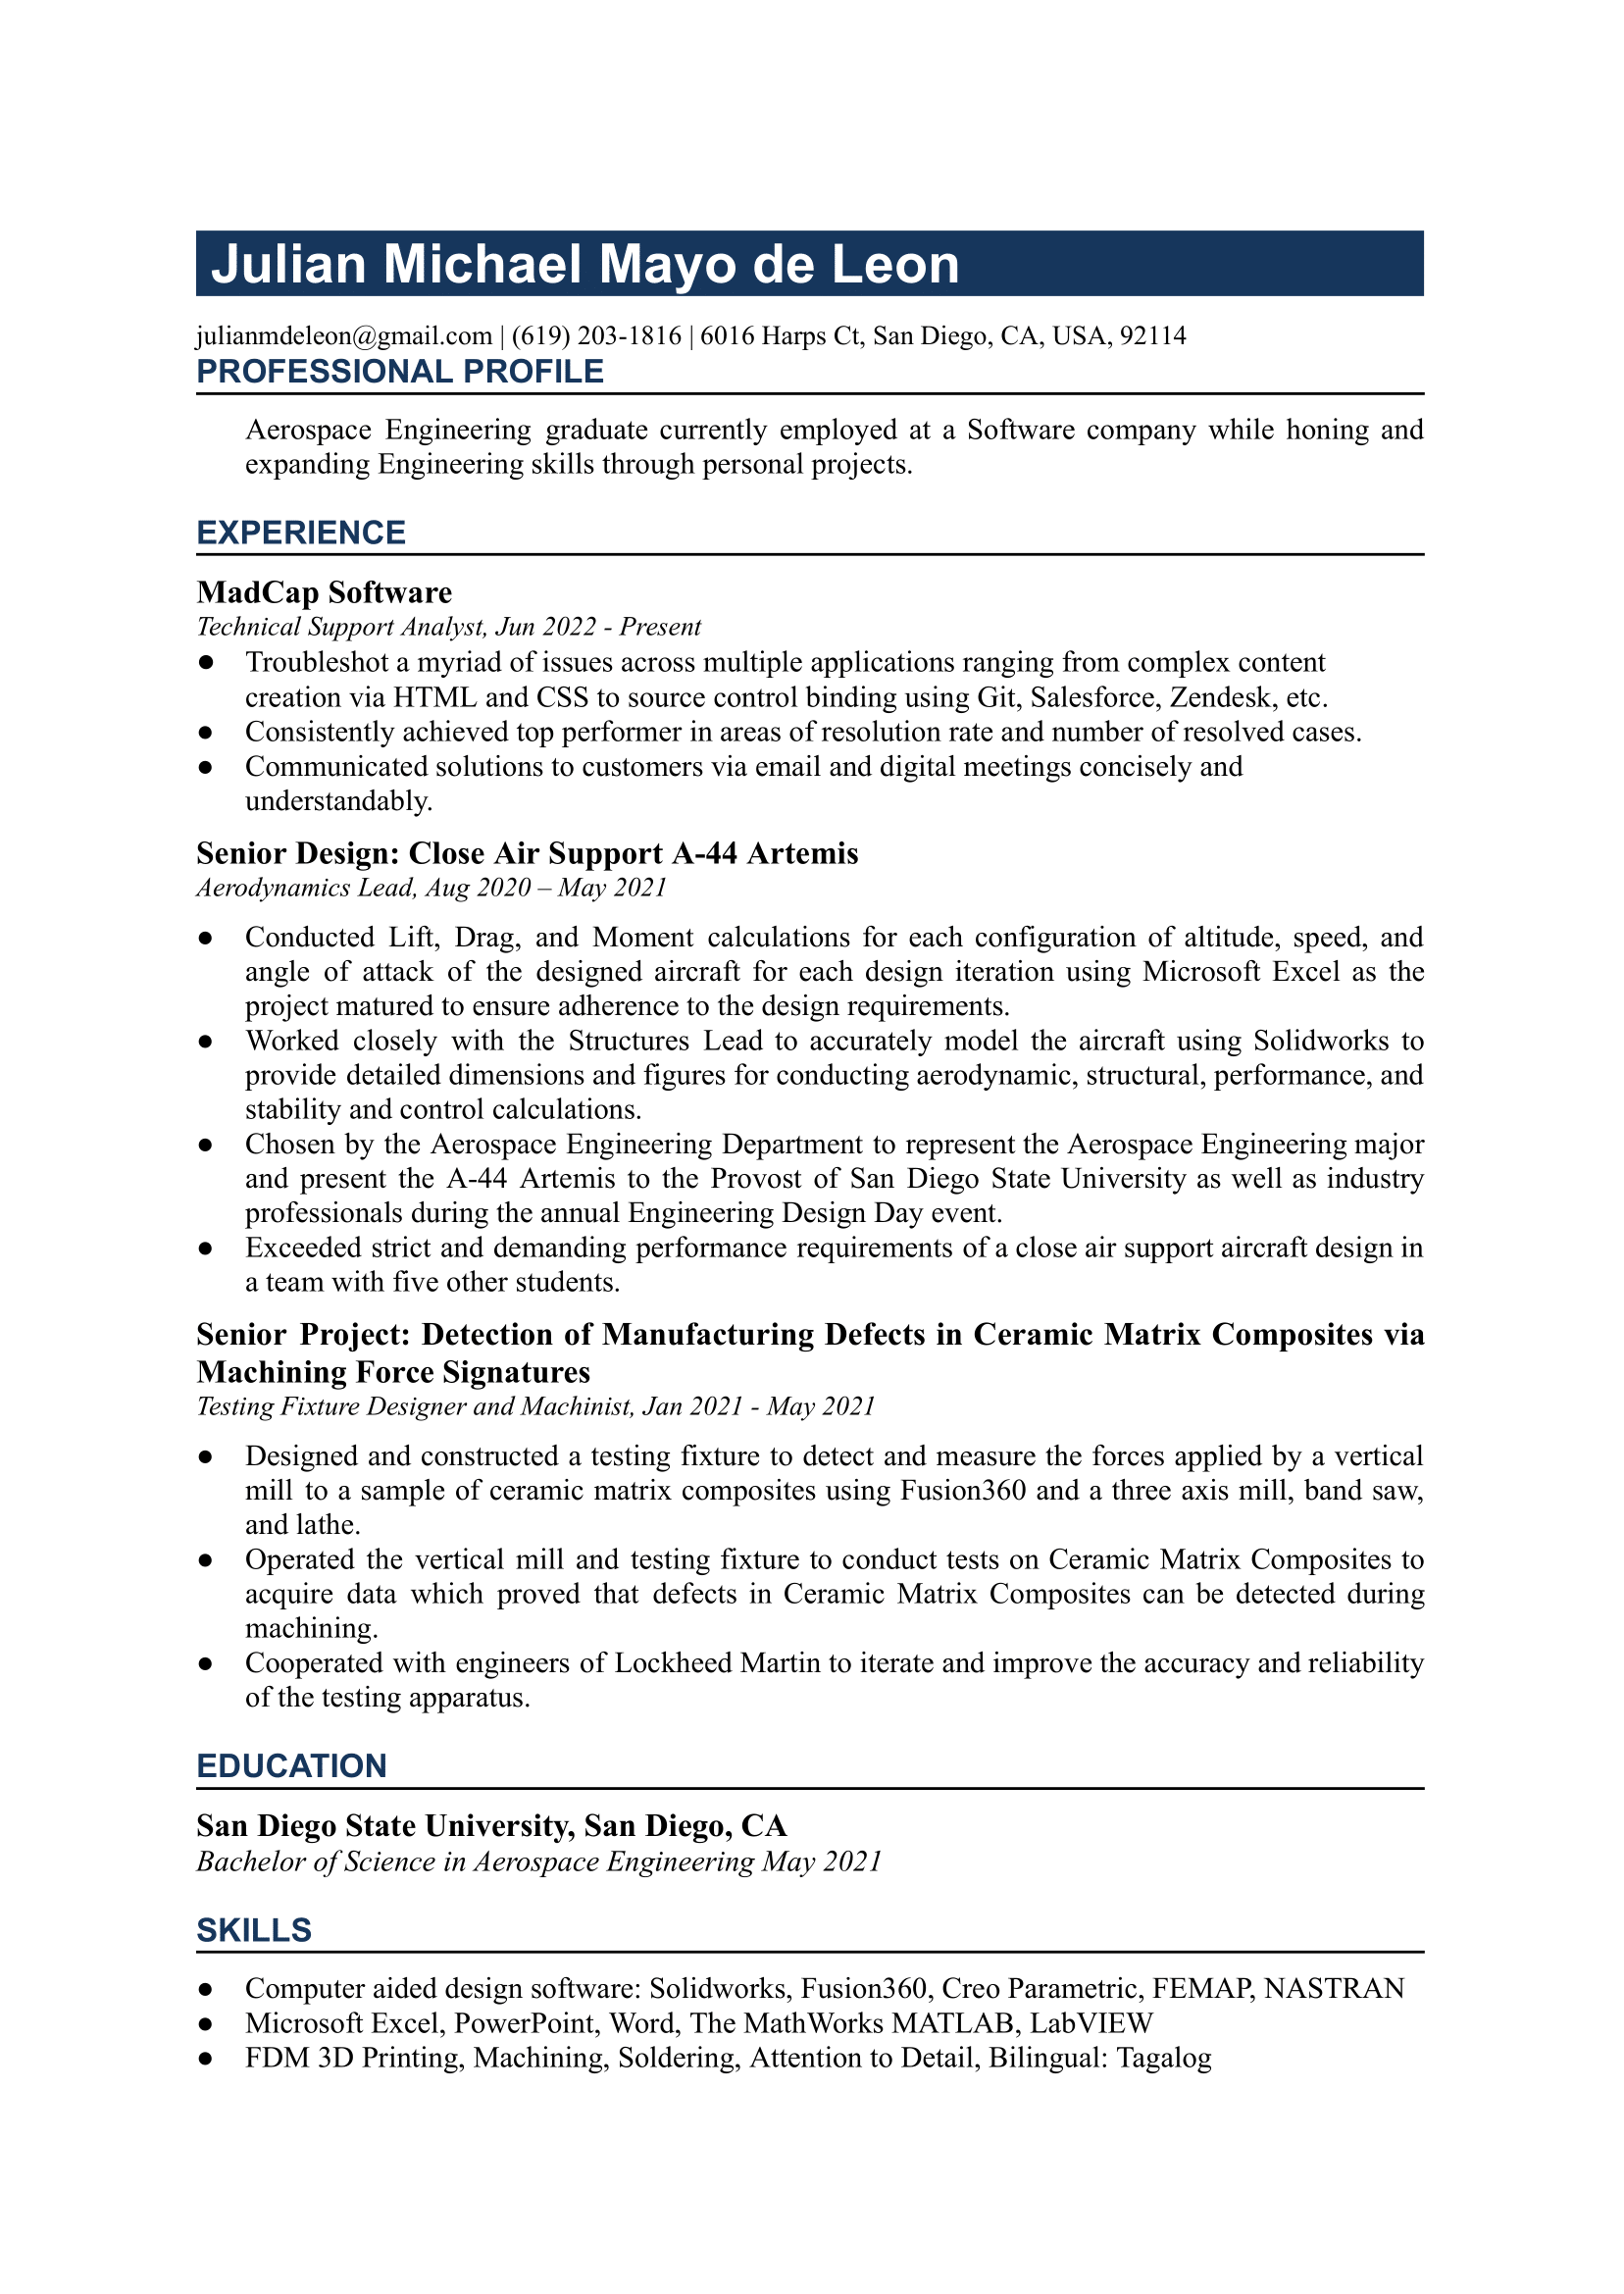 Julian Michael Mayo de Leon
julianmdeleon@gmail.com | (619) 203-1816 | 6016 Harps Ct, San Diego, CA, USA, 92114
PROFESSIONAL PROFILE
Aerospace Engineering graduate currently employed at a Software company while honing and
expanding Engineering skills through personal projects.
EXPERIENCE
MadCap Software
Technical Support Analyst, Jun 2022 - Present
● Troubleshot a myriad of issues across multiple applications ranging from complex content
creation via HTML and CSS to source control binding using Git, Salesforce, Zendesk, etc.
● Consistently achieved top performer in areas of resolution rate and number of resolved cases.
● Communicated solutions to customers via email and digital meetings concisely and
understandably.
Senior Design: Close Air Support A-44 Artemis
Aerodynamics Lead, Aug 2020 – May 2021
● Conducted Lift, Drag, and Moment calculations for each configuration of altitude, speed, and
angle of attack of the designed aircraft for each design iteration using Microsoft Excel as the
project matured to ensure adherence to the design requirements.
● Worked closely with the Structures Lead to accurately model the aircraft using Solidworks to
provide detailed dimensions and figures for conducting aerodynamic, structural, performance, and
stability and control calculations.
● Chosen by the Aerospace Engineering Department to represent the Aerospace Engineering major
and present the A-44 Artemis to the Provost of San Diego State University as well as industry
professionals during the annual Engineering Design Day event.
● Exceeded strict and demanding performance requirements of a close air support aircraft design in
a team with five other students.
Senior Project: Detection of Manufacturing Defects in Ceramic Matrix Composites via
Machining Force Signatures
Testing Fixture Designer and Machinist, Jan 2021 - May 2021
● Designed and constructed a testing fixture to detect and measure the forces applied by a vertical
mill to a sample of ceramic matrix composites using Fusion360 and a three axis mill, band saw,
and lathe.
● Operated the vertical mill and testing fixture to conduct tests on Ceramic Matrix Composites to
acquire data which proved that defects in Ceramic Matrix Composites can be detected during
machining.
● Cooperated with engineers of Lockheed Martin to iterate and improve the accuracy and reliability
of the testing apparatus.
EDUCATION
San Diego State University, San Diego, CA
Bachelor of Science in Aerospace Engineering May 2021
SKILLS
● Computer aided design software: Solidworks, Fusion360, Creo Parametric, FEMAP, NASTRAN
● Microsoft Excel, PowerPoint, Word, The MathWorks MATLAB, LabVIEW
● FDM 3D Printing, Machining, Soldering, Attention to Detail, Bilingual: Tagalog